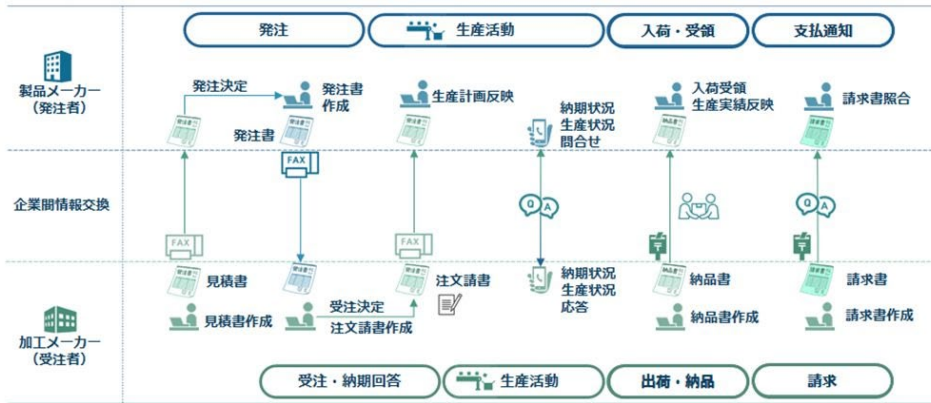 発注
生産活動
入荷・受領
支払通知
製品メーカー
(発注者)
発注決定
発注書
作成
発注書
生産計画反映
納期状況
生産状況
問合せ
入荷受領
生産実績反映
請求書照合
企業間情報交換
FAX
FAX
FAX
Q
A
Q
A
加工メーカー
(受注者)
見積書
見積書作成
受注決定
注文請書作成
注文請書
納期状況
生産状況
応答
納品書
納品書作成
請求書
請求書作成
受注・納期回答
生産活動
出荷・納品
請求